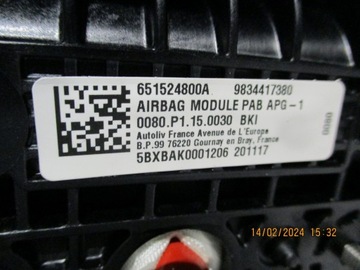 651524800A 9834417380
AIRBAG MODULE PAB APG-1
0080.P1.15.0030 BKI
Autoliv France Avenue de L'Europe
B.P.99 76220 Gournay en Bray, France
5BXBAK0001206 201117
0080
14/02/2024 15:32